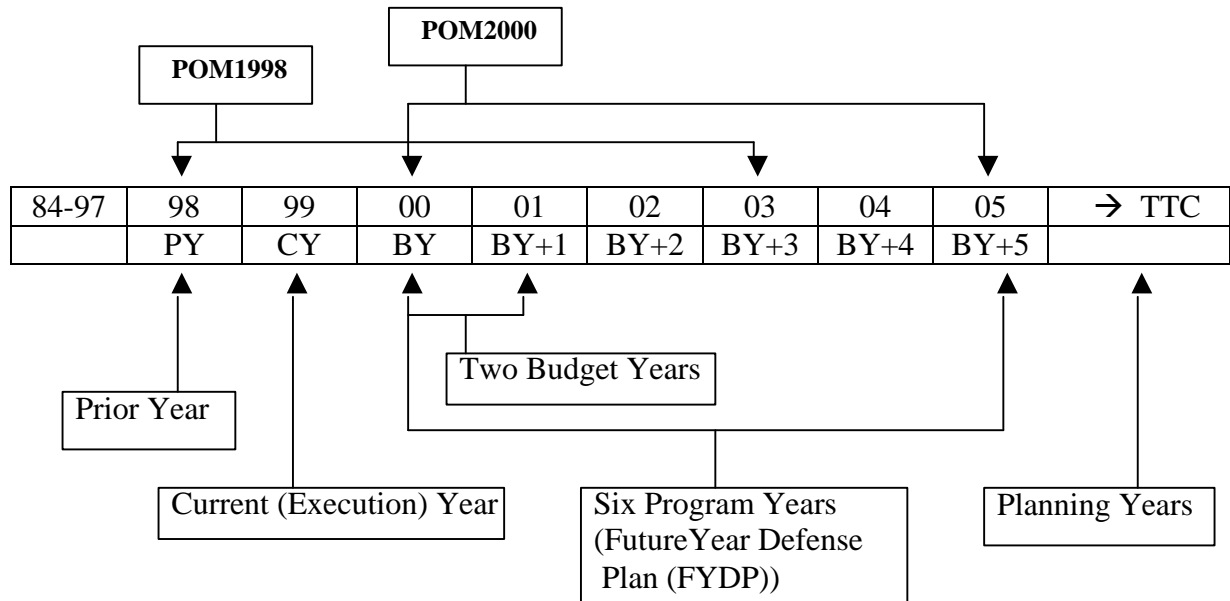 POM2000
POM1998
84-97 98 99 00 01 02 03 04 05 → TTC
PY CY BY BY+1 BY+2 BY+3 BY+4 BY+5
Two Budget Years
Prior Year
Current (Execution) Year
Six Program Years
(FutureYear Defense
Plan (FYDP))
Planning Years